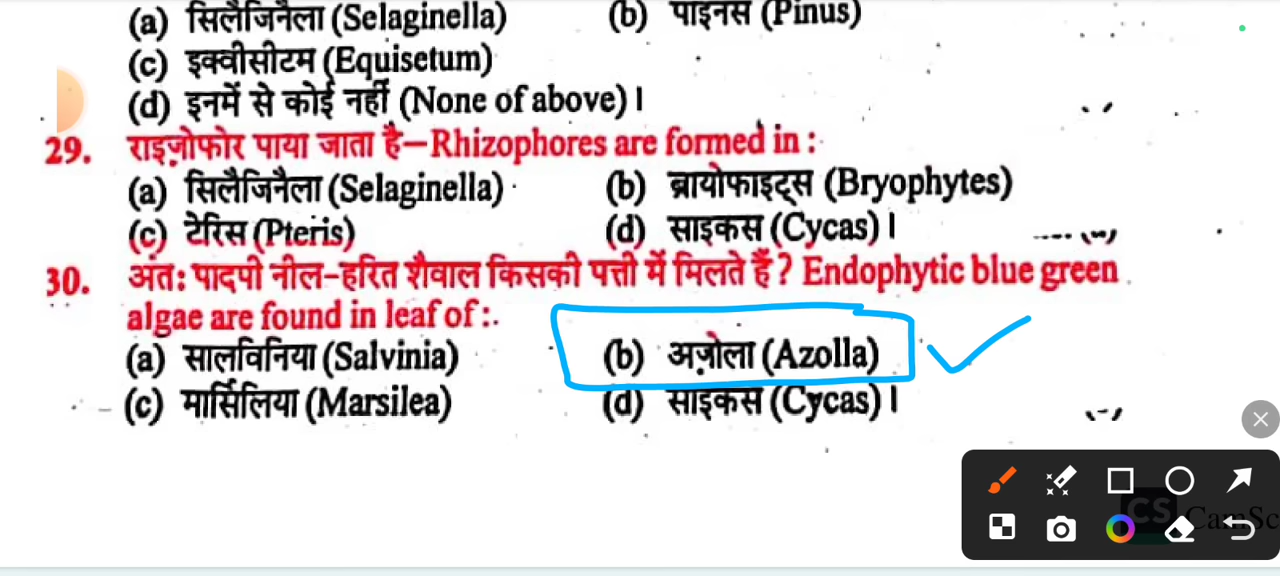 (a) सिलैजिनैला (Selaginella) (b) पाइनस (Pinus)
(c) इक्वीसीटम (Equisetum)
(d) इनमें से कोई नहीं (None of above)।
29. राइज़ोफोर पाया जाता है–Rhizophores are formed in :
(a) सिलैजिनैला (Selaginella) (b) ब्रायोफाइट्स (Bryophytes)
(c) टेरिस (Pteris) (d) साइकस (Cycas)।
30. अंत: पादपी नील-हरित शैवाल किसकी पत्ती में मिलते हैं ? Endophytic blue green
algae are found in leaf of :
(a) सालविनिया (Salvinia) (b) अज़ोला (Azolla)
(c) मार्सिलिया (Marsilea) (d) साइकस (Cycas)।
CS CamSc